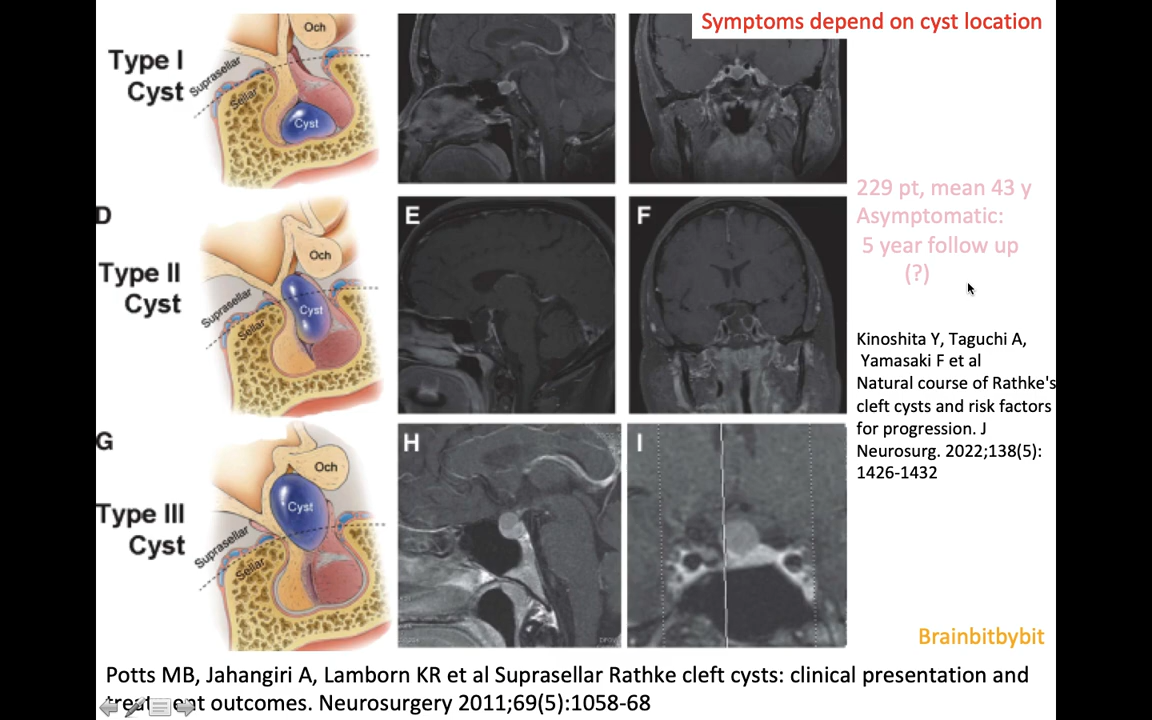 Symptoms depend on cyst location
Type I
Cyst
Suprasellar
Sellar
Och
Cyst
D
Type II
Cyst
Suprasellar
Sellar
Och
Cyst
E
F
G
Type III
Cyst
Suprasellar
Sellar
Och
Cyst
H
I
229 pt, mean 43 y
Asymptomatic:
5 year follow up
(?)
Kinoshita Y, Taguchi A,
Yamasaki F et al
Natural course of Rathke's
cleft cysts and risk factors
for progression. J
Neurosurg. 2022;138(5):
1426-1432
Brainbitbybit
Potts MB, Jahangiri A, Lamborn KR et al Suprasellar Rathke cleft cysts: clinical presentation and
treatment outcomes. Neurosurgery 2011;69(5):1058-68